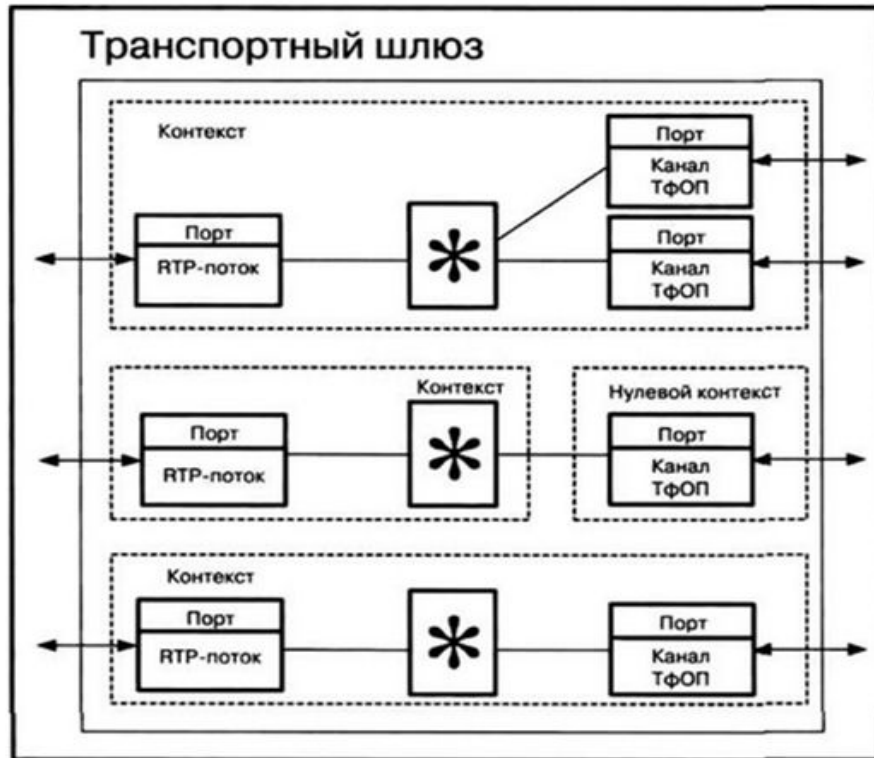 Транспортный шлюз
Контекст
Порт
Канал
ТфОП
Порт
RTP-поток
Порт
Канал
ТфОП
Контекст
Порт
RTP-поток
Нулевой контекст
Порт
Канал
ТфОП
Контекст
Порт
RTP-поток
Порт
Канал
ТфОП